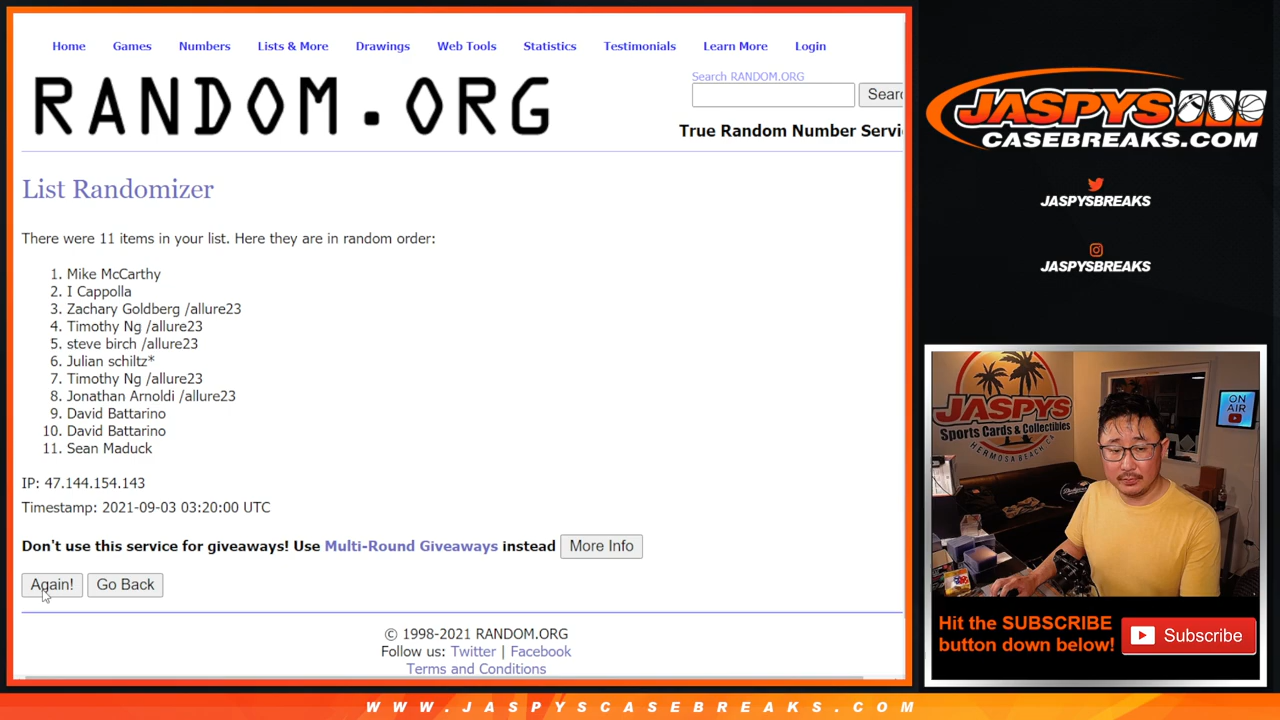 Home Games Numbers Lists & More Drawings Web Tools Statistics Testimonials Learn More Login
RANDOM.ORG
Search RANDOM.ORG
True Random Number Servi
List Randomizer
There were 11 items in your list. Here they are in random order:
1. Mike McCarthy
2. I Cappolla
3. Zachary Goldberg /allure23
4. Timothy Ng /allure23
5. steve birch /allure23
6. Julian schiltz*
7. Timothy Ng /allure23
8. Jonathan Arnoldi /allure23
9. David Battarino
10. David Battarino
11. Sean Maduck
IP: 47.144.154.143
Timestamp: 2021-09-03 03:20:00 UTC
Don't use this service for giveaways! Use Multi-Round Giveaways instead More Info
Again! Go Back
© 1998-2021 RANDOM.ORG
Follow us: Twitter | Facebook
Terms and Conditions
JASPYS
CASEBREAKS.COM
JASPYSBREAKS
JASPYSBREAKS
JASPYS
Sports Cards & Collectibles
HERMOSA BEACH, CA
ON
AIR
Hit the SUBSCRIBE
button down below!
Subscribe
WWW.JASPYSCASEBREAKS.COM